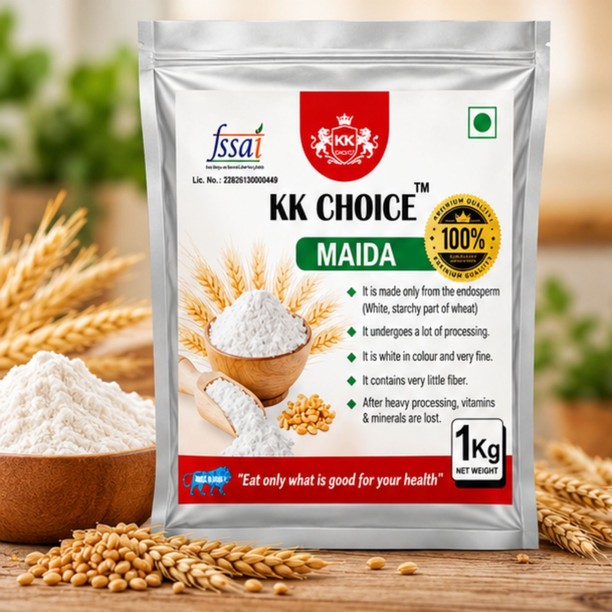 fssai
Lic. No.: 22826130000449
KK
KK CHOICE™
MAIDA
PREMIUM QUALITY
100%
PREMIUM QUALITY
It is made only from the endosperm
(White, starchy part of wheat)
It undergoes a lot of processing.
It is white in colour and very fine.
It contains very little fiber.
After heavy processing, vitamins
& minerals are lost.
1Kg
NET WEIGHT
"Eat only what is good for your health"